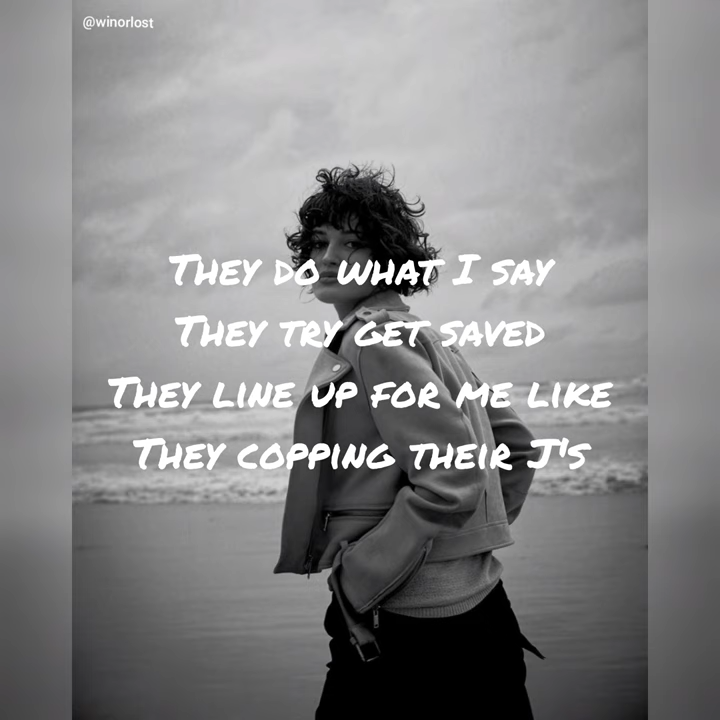 @winorlost
They do what I say
They try get saved
They line up for me like
They copping their J's